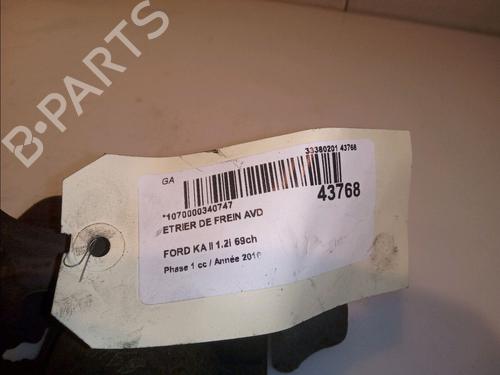 B-PARTS
GA
33380201 43768
*1070000340747
43768
ETRIER DE FREIN AVD
FORD KA II 1.2i 69ch
Phase 1 cc / Année 2010